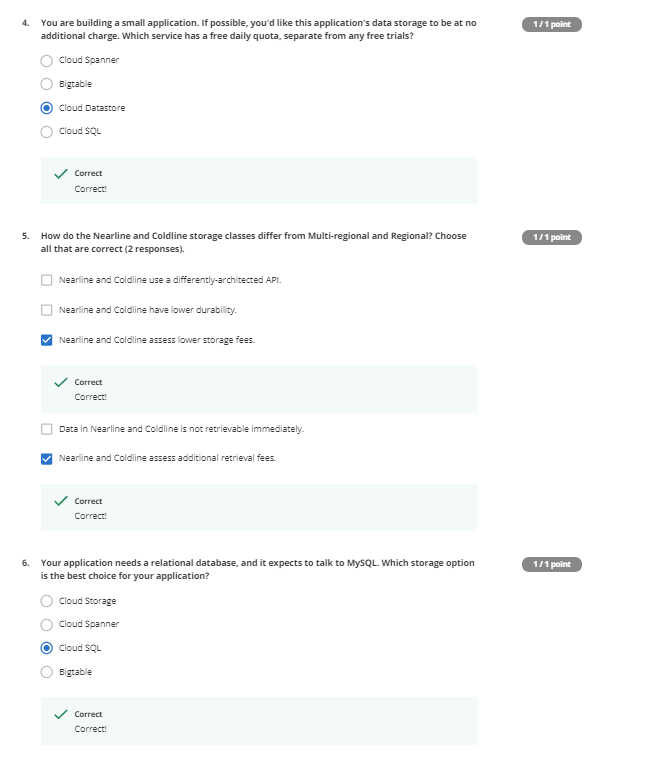 4. You are building a small application. If possible, you'd like this application's data storage to be at no
additional charge. Which service has a free daily quota, separate from any free trials?
1 / 1 point
Cloud Spanner
Bigtable
Cloud Datastore
Cloud SQL
Correct
Correct!
5. How do the Nearline and Coldline storage classes differ from Multi-regional and Regional? Choose
all that are correct (2 responses).
1 / 1 point
Nearline and Coldline use a differently-architected API.
Nearline and Coldline have lower durability.
Nearline and Coldline assess lower storage fees.
Correct
Correct!
Data in Nearline and Coldline is not retrievable immediately.
Nearline and Coldline assess additional retrieval fees.
Correct
Correct!
6. Your application needs a relational database, and it expects to talk to MySQL. Which storage option
is the best choice for your application?
1 / 1 point
Cloud Storage
Cloud Spanner
Cloud SQL
Bigtable
Correct
Correct!